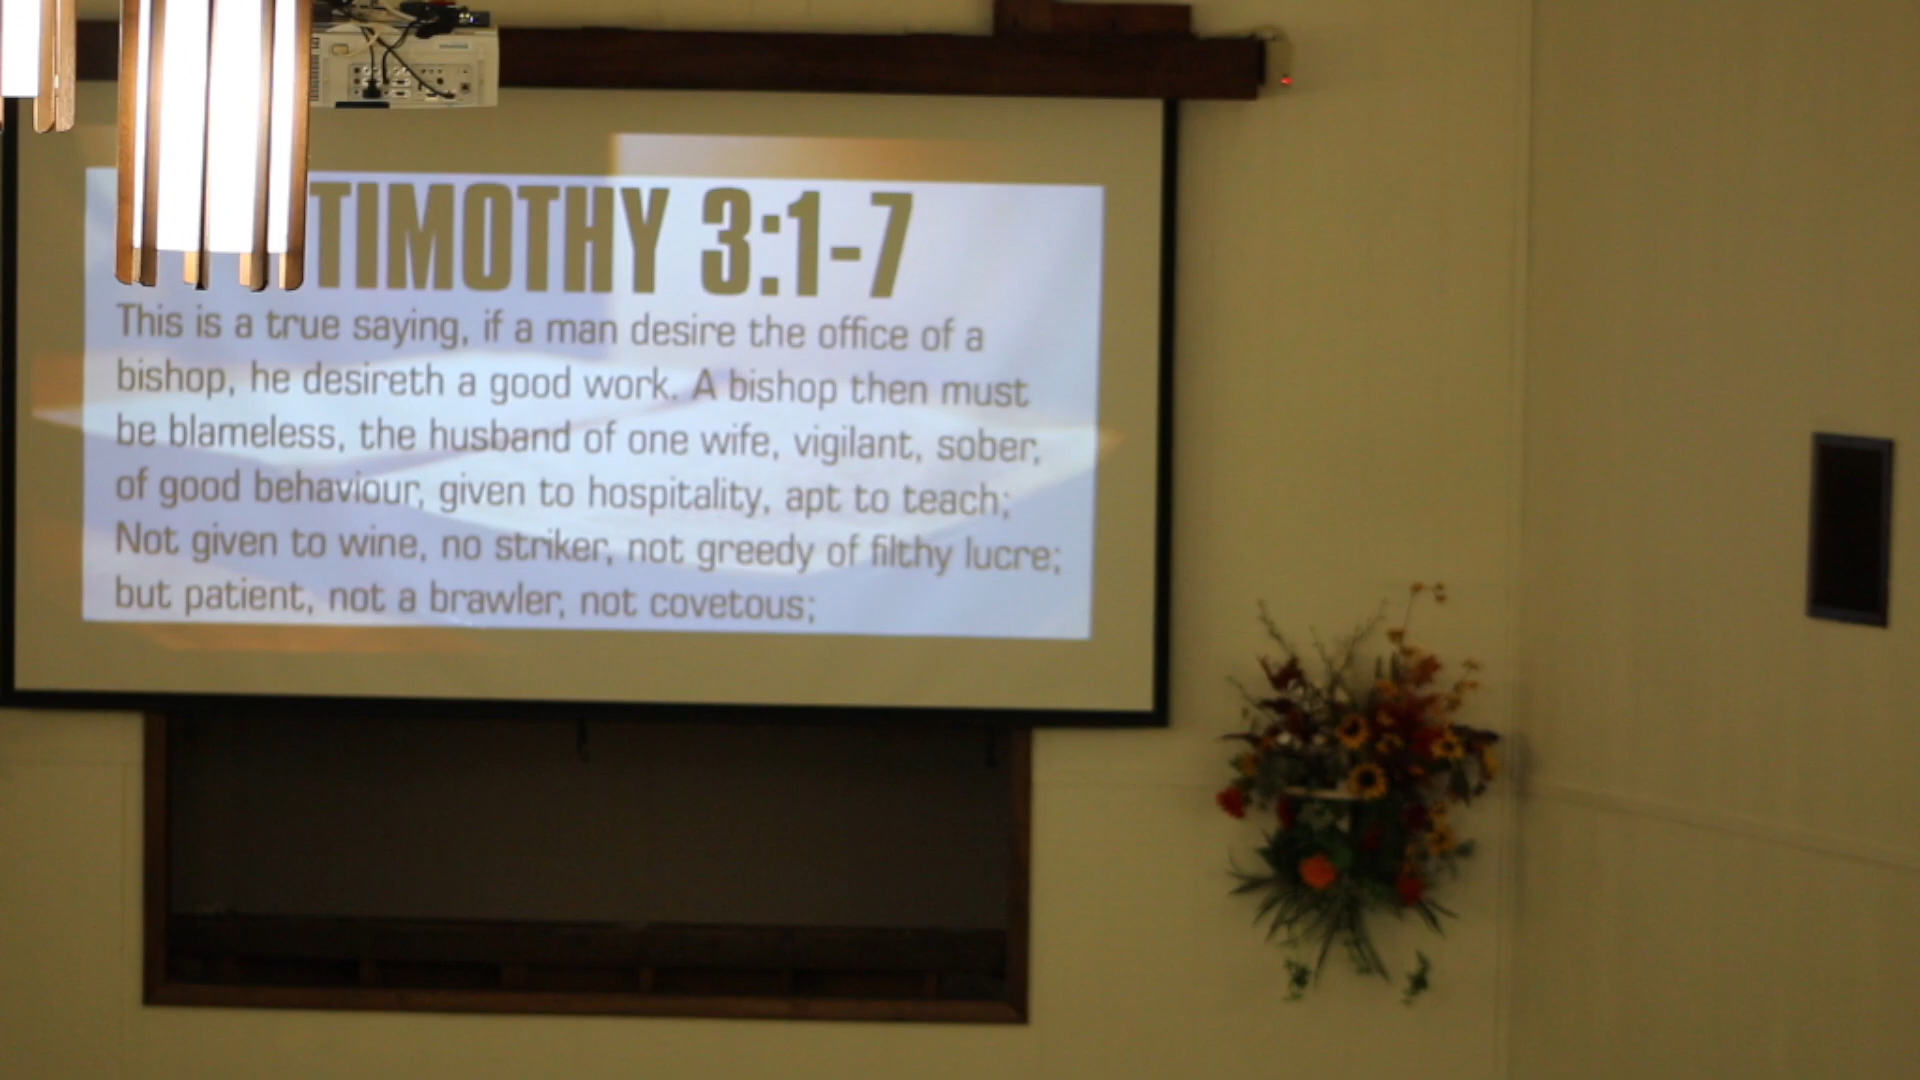 TIMOTHY 3:1-7
This is a true saying, if a man desire the office of a
bishop, he desireth a good work. A bishop then must
be blameless, the husband of one wife, vigilant, sober,
of good behaviour, given to hospitality, apt to teach;
Not given to wine, no striker, not greedy of filthy lucre;
but patient, not a brawler, not covetous;